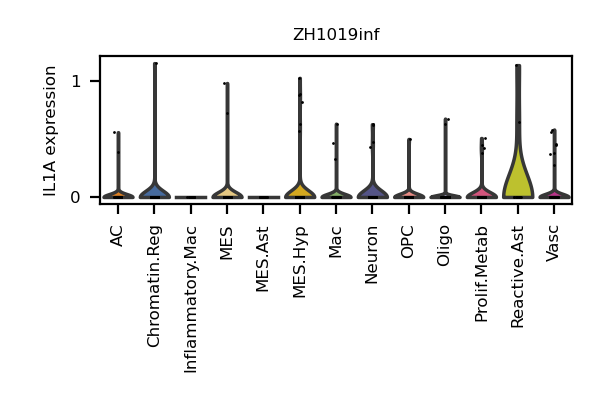 ZH1019inf
IL1A expression
1
0
AC
Chromatin.Reg
Inflammatory.Mac
MES
MES.Ast
MES.Hyp
Mac
Neuron
OPC
Oligo
Prolif.Metab
Reactive.Ast
Vasc